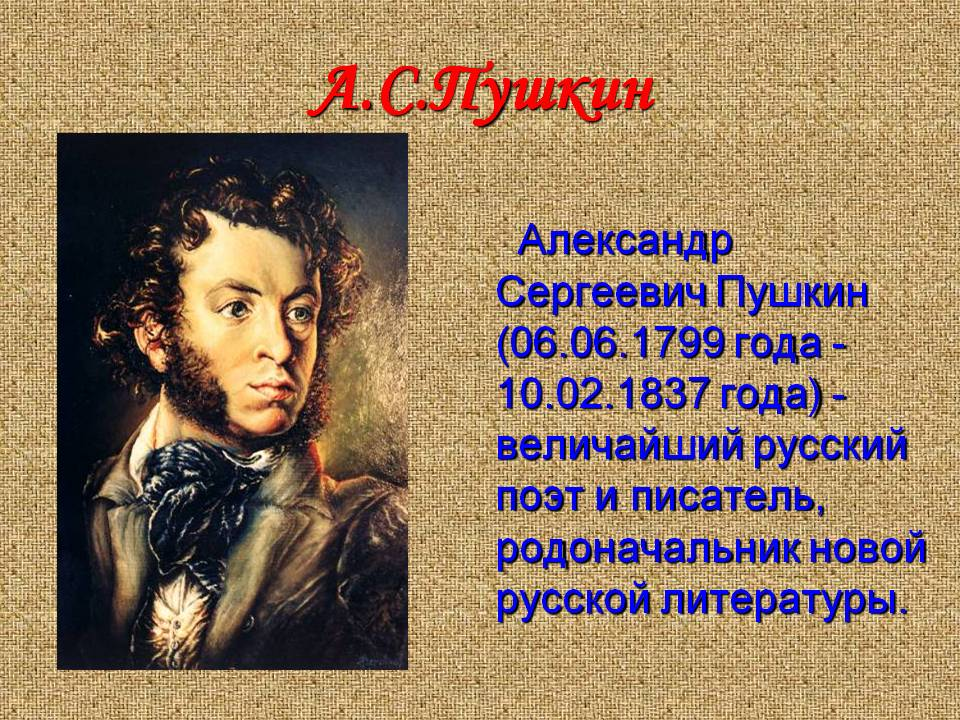 А.С.Пушкин
Александр
Сергеевич Пушкин
(06.06.1799 года -
10.02.1837 года) -
величайший русский
поэт и писатель,
родоначальник новой
русской литературы.